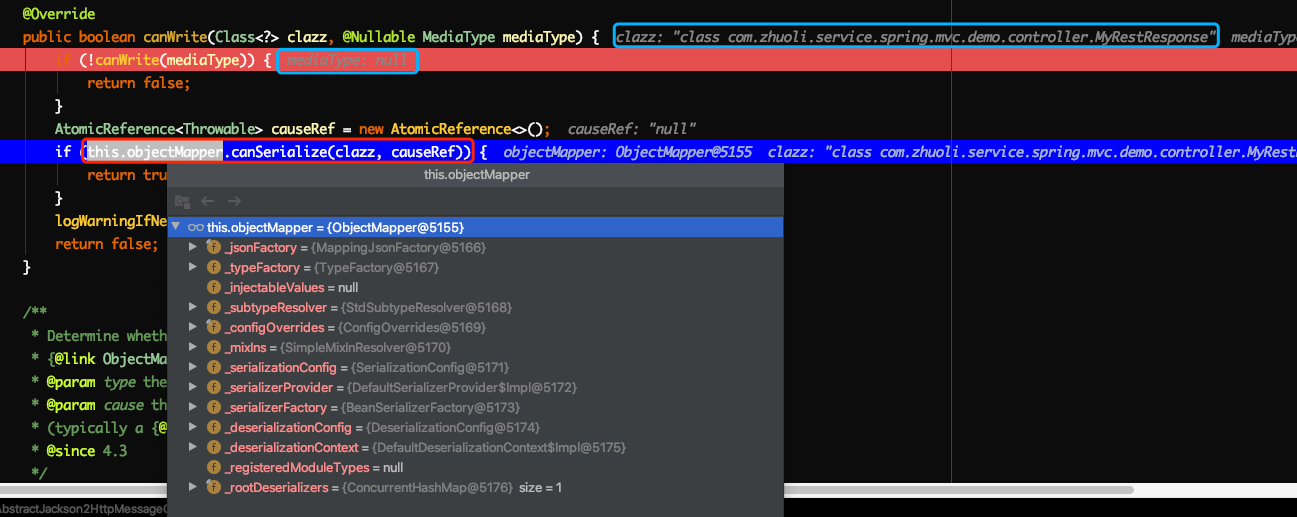 @Override
public boolean canWrite(Class<?> clazz, @Nullable MediaType mediaType) { clazz: "class com.zhuoli.service.spring.mvc.demo.controller.MyRestResponse" mediaType
if (!canWrite(mediaType)) { mediaType: null
return false;
}
AtomicReference<Throwable> causeRef = new AtomicReference<>(); causeRef: "null"
if (this.objectMapper.canSerialize(clazz, causeRef)) { objectMapper: ObjectMapper@5155 clazz: "class com.zhuoli.service.spring.mvc.demo.controller.MyRestRes
return tru
this.objectMapper
}
logWarningIfNe
this.objectMapper = {ObjectMapper@5155}
return false;
_jsonFactory = {MappingJsonFactory@5166}
}
_typeFactory = {TypeFactory@5167}
_injectableValues = null
/**
_subtypeResolver = {StdSubtypeResolver@5168}
* Determine wheth
_configOverrides = {ConfigOverrides@5169}
* {@link ObjectMa
_mixIns = {SimpleMixInResolver@5170}
* @param type the
_serializationConfig = {SerializationConfig@5171}
_serializerProvider = {DefaultSerializerProvider$Impl@5172}
* @param cause th
_serializerFactory = {BeanSerializerFactory@5173}
* (typically a {@
_deserializationConfig = {DeserializationConfig@5174}
* @since 4.3
_deserializationContext = {DefaultDeserializationContext$Impl@5175}
*/
_registeredModuleTypes = null
_rootDeserializers = {ConcurrentHashMap@5176} size = 1
AbstractJackson2HttpMessageC